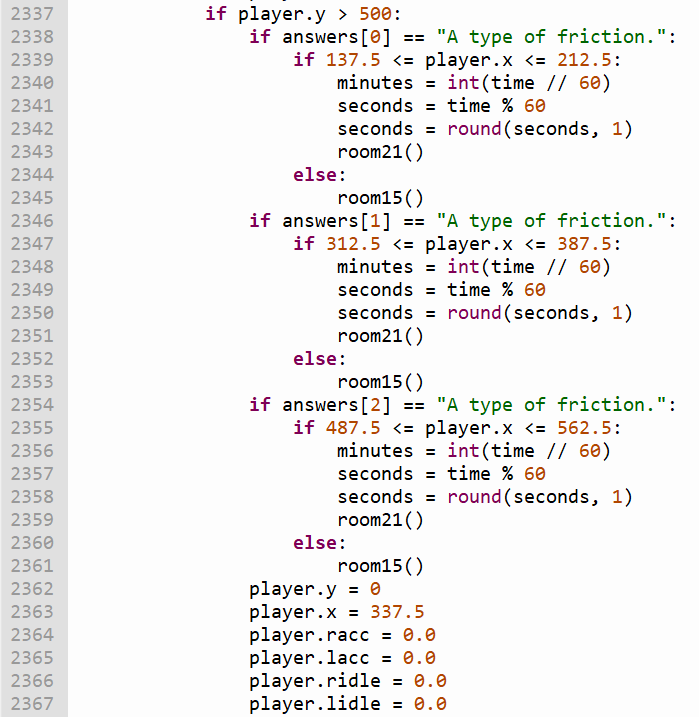 2337 if player.y > 500:
2338 if answers[0] == "A type of friction.":
2339 if 137.5 <= player.x <= 212.5:
2340 minutes = int(time // 60)
2341 seconds = time % 60
2342 seconds = round(seconds, 1)
2343 room21()
2344 else:
2345 room15()
2346 if answers[1] == "A type of friction.":
2347 if 312.5 <= player.x <= 387.5:
2348 minutes = int(time // 60)
2349 seconds = time % 60
2350 seconds = round(seconds, 1)
2351 room21()
2352 else:
2353 room15()
2354 if answers[2] == "A type of friction.":
2355 if 487.5 <= player.x <= 562.5:
2356 minutes = int(time // 60)
2357 seconds = time % 60
2358 seconds = round(seconds, 1)
2359 room21()
2360 else:
2361 room15()
2362 player.y = 0
2363 player.x = 337.5
2364 player.racc = 0.0
2365 player.lacc = 0.0
2366 player.ridle = 0.0
2367 player.lidle = 0.0